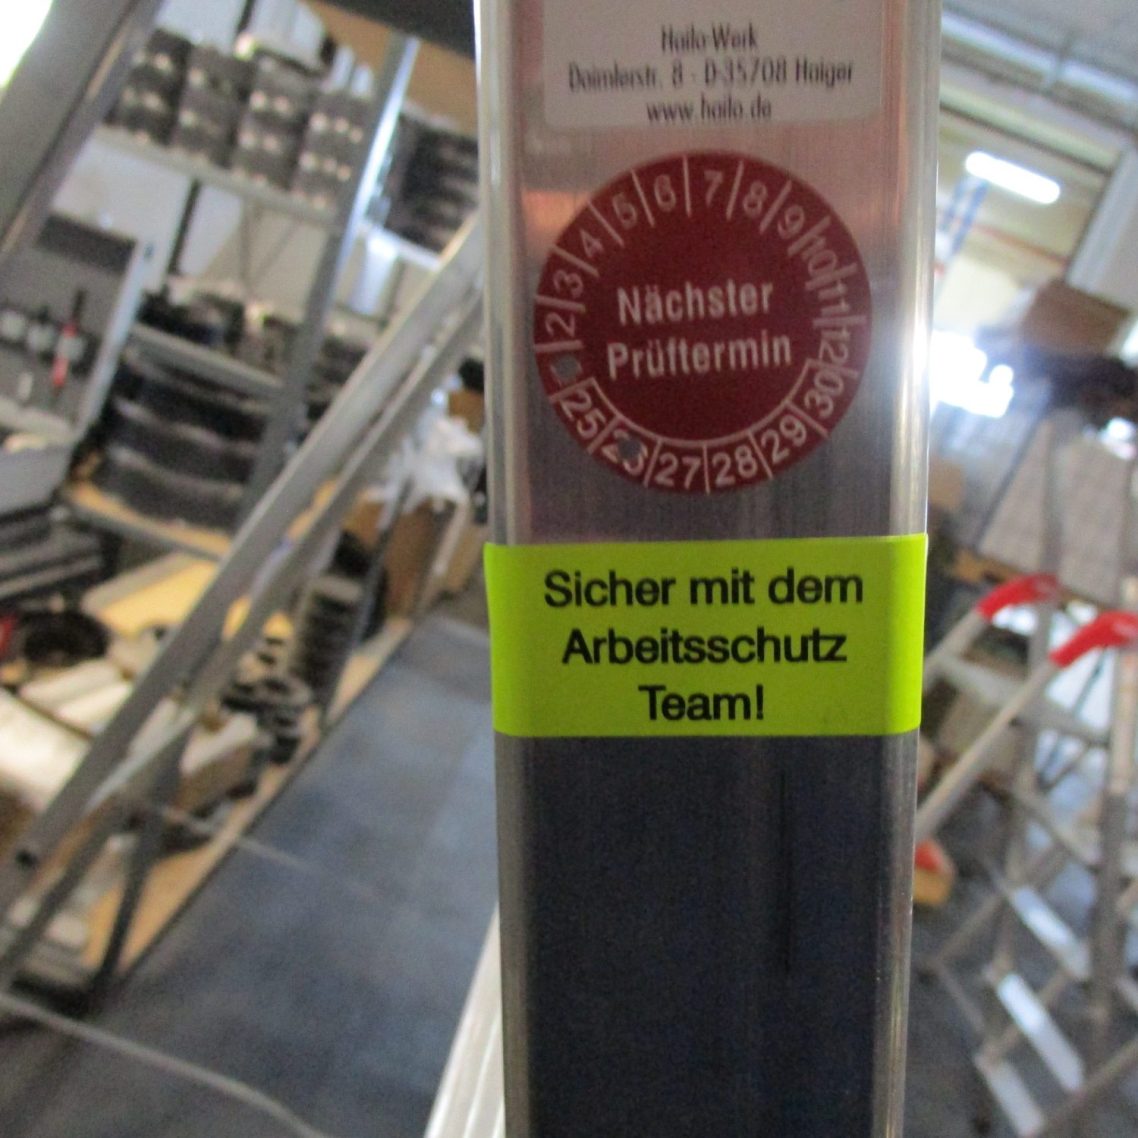 Hailo-Werk
Daimlerstr. 8 - D-35708 Haiger
www.hailo.de
2 3 4 5 6 7 8 9 10 11 12
Nächster
Prüftermin
25 26 27 28 29 30
Sicher mit dem
Arbeitsschutz
Team!